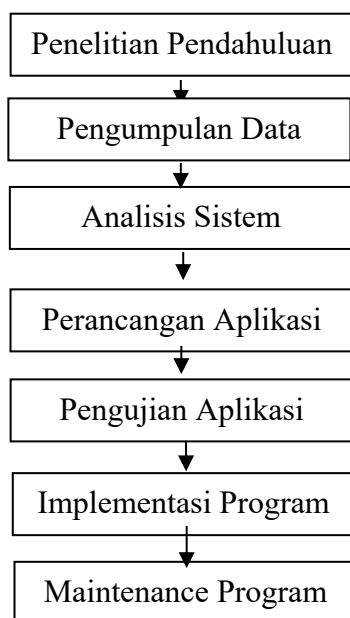 Penelitian Pendahuluan
Pengumpulan Data
Analisis Sistem
Perancangan Aplikasi
Pengujian Aplikasi
Implementasi Program
Maintenance Program